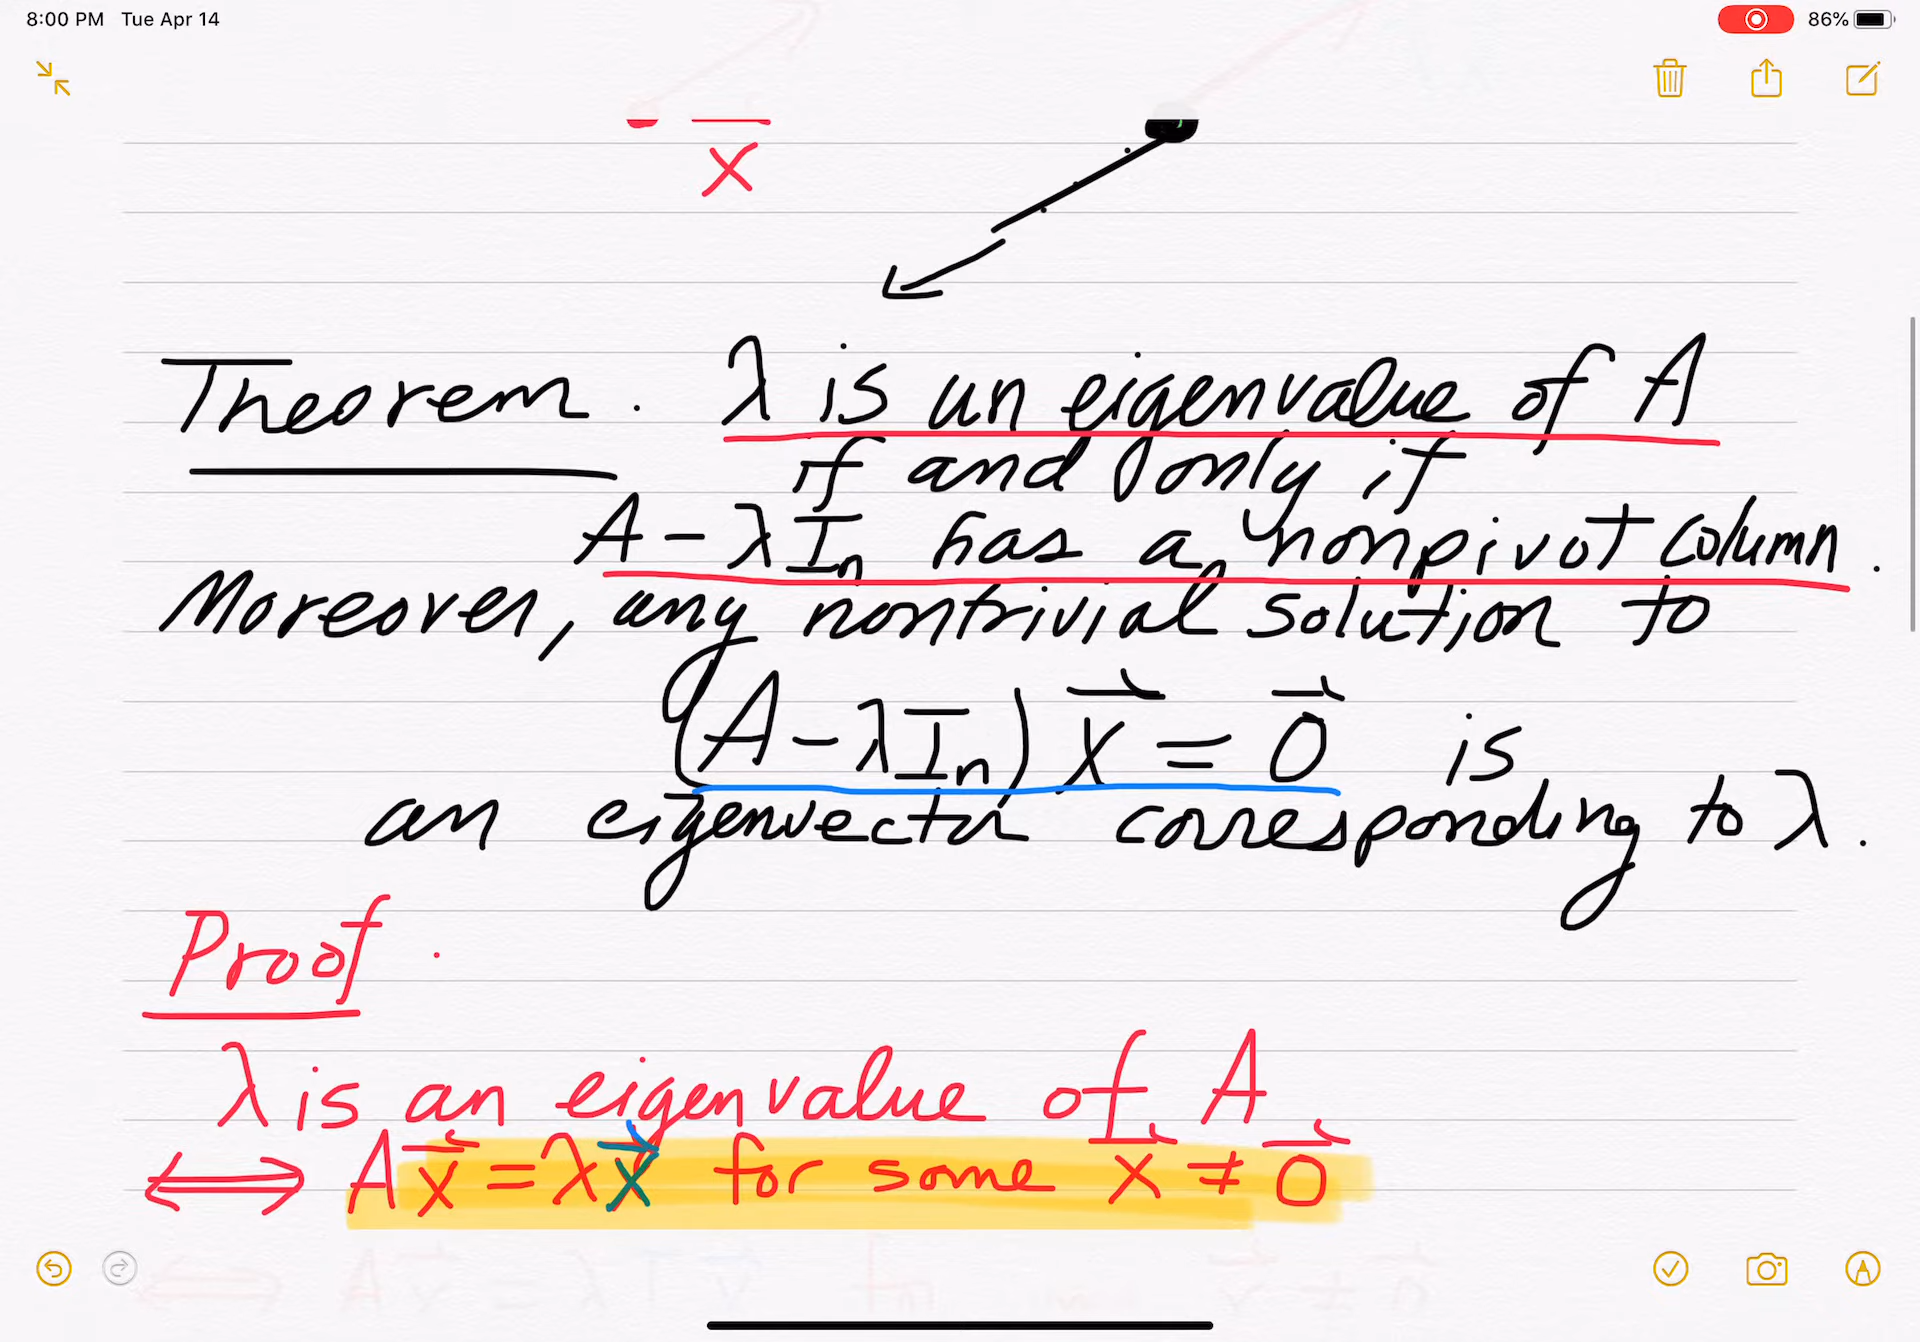 8:00 PM Tue Apr 14 86%
x
Theorem. λ is an eigenvalue of A
if and only if
A - λIₙ has a nonpivot column.
Moreover, any nontrivial solution to
(A - λIₙ) x⃗ = 0⃗ is
an eigenvector corresponding to λ.
Proof.
λ is an eigenvalue of A
⟺ Ax⃗ = λx⃗ for some x⃗ ≠ 0⃗